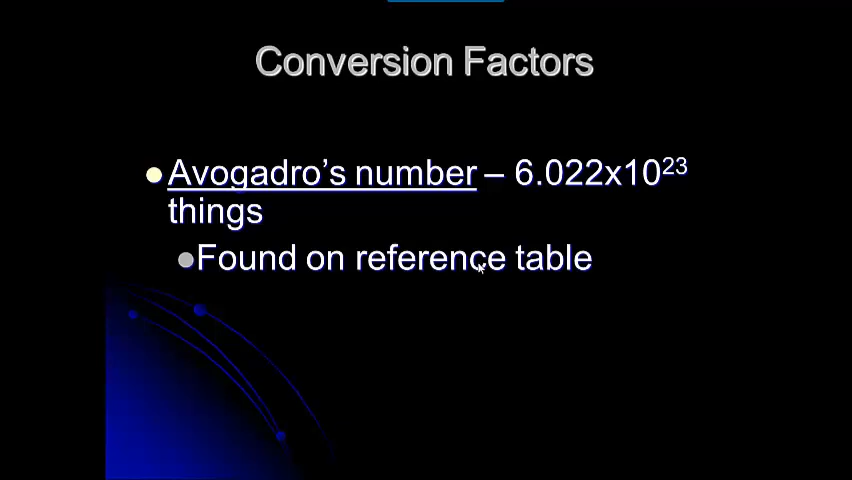 Conversion Factors
Avogadro’s number – 6.022x10²³
things
Found on reference table